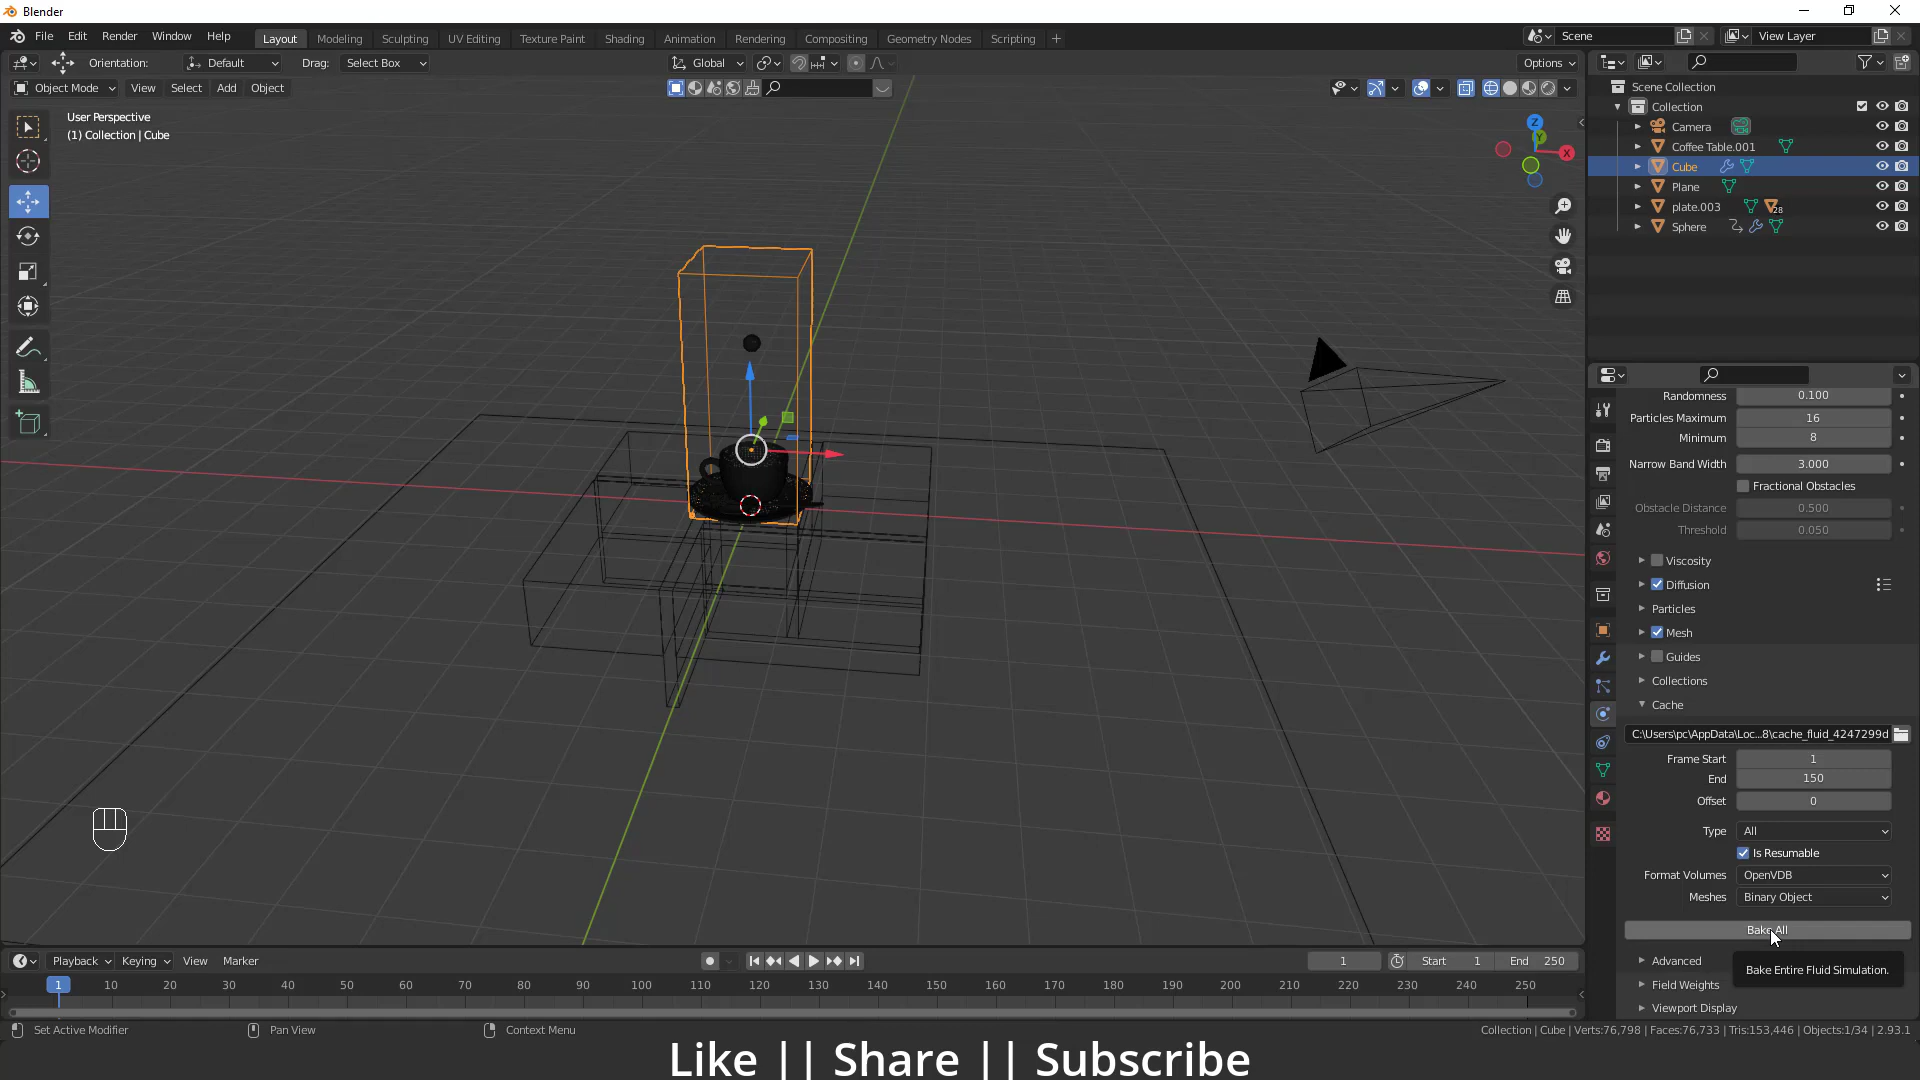 Blender
File Edit Render Window Help
Layout Modeling Sculpting UV Editing Texture Paint Shading Animation Rendering Compositing Geometry Nodes Scripting +
Scene
View Layer
Orientation: Default Drag: Select Box
Global
Options
Object Mode View Select Add Object
User Perspective
(1) Collection | Cube
Z
Y
X
Scene Collection
Collection
Camera
Coffee Table.001
Cube
Plane
plate.003 28
Sphere
Randomness 0.100
Particles Maximum 16
Minimum 8
Narrow Band Width 3.000
Fractional Obstacles
Obstacle Distance 0.500
Threshold 0.050
Viscosity
Diffusion
Particles
Mesh
Guides
Collections
Cache
C:\Users\pc\AppData\Loc...8\cache_fluid_4247299d
Frame Start 1
End 150
Offset 0
Type All
Is Resumable
Format Volumes OpenVDB
Meshes Binary Object
Bake All
Advanced
Bake Entire Fluid Simulation.
Field Weights
Viewport Display
Playback Keying View Marker
1 Start 1 End 250
1 10 20 30 40 50 60 70 80 90 100 110 120 130 140 150 160 170 180 190 200 210 220 230 240 250
Set Active Modifier Pan View Context Menu
Collection | Cube | Verts:76,798 | Faces:76,733 | Tris:153,446 | Objects:1/34 | 2.93.1
Like || Share || Subscribe